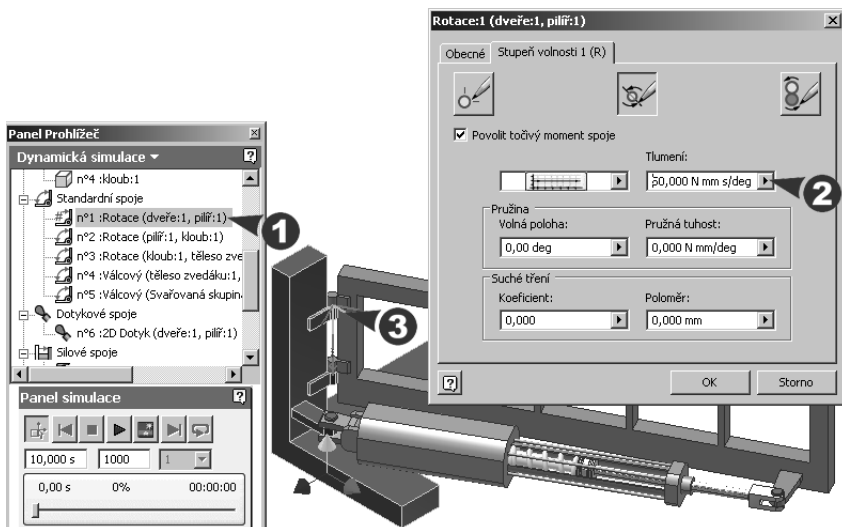 Rotace:1 (dveře:1, pilíř:1)
Obecné
Stupeň volnosti 1 (R)
Povolit točivý moment spoje
Tlumení:
50,000 N mm s/deg
2
Pružina
Volná poloha:
Pružná tuhost:
0,00 deg
0,000 N mm/deg
Suché tření
Koeficient:
Poloměr:
0,000
0,000 mm
OK
Storno
Panel Prohlížeč
Dynamická simulace
n°4 :kloub:1
Standardní spoje
n°1 :Rotace (dveře:1, pilíř:1)
1
n°2 :Rotace (pilíř:1, kloub:1)
n°3 :Rotace (kloub:1, těleso zve
n°4 :Válcový (těleso zvedáku:1,
n°5 :Válcový (Svařovaná skupin
Dotykové spoje
n°6 :2D Dotyk (dveře:1, pilíř:1)
Silové spoje
3
Panel simulace
10,000 s
1000
1
0,00 s
0%
00:00:00